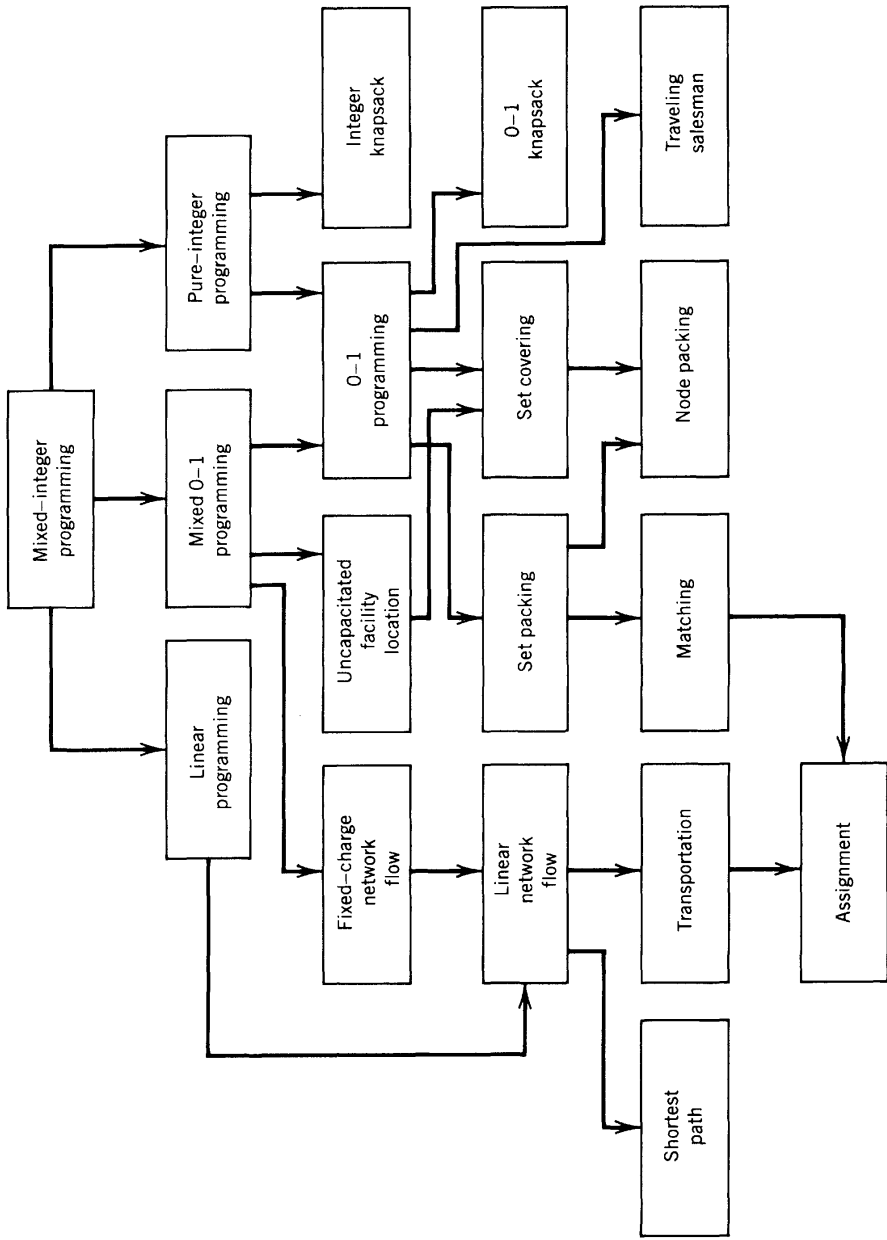 Mixed–integer
programming
Linear
programming
Mixed 0–1
programming
Pure–integer
programming
Fixed–charge
network
flow
Uncapacitated
facility
location
0–1
programming
Integer
knapsack
Linear
network
flow
Set packing
Set covering
0–1
knapsack
Shortest
path
Transportation
Matching
Node packing
Traveling
salesman
Assignment